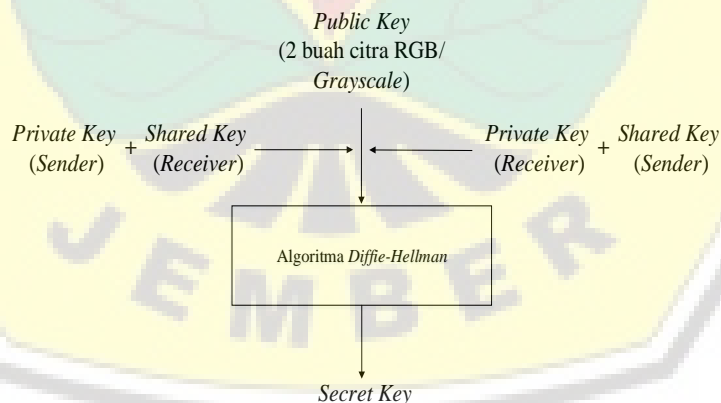 Public Key
(2 buah citra RGB/
Grayscale)
Private Key + Shared Key
(Sender) (Receiver)
Private Key + Shared Key
(Receiver) (Sender)
Algoritma Diffie-Hellman
JEMBER
Secret Key